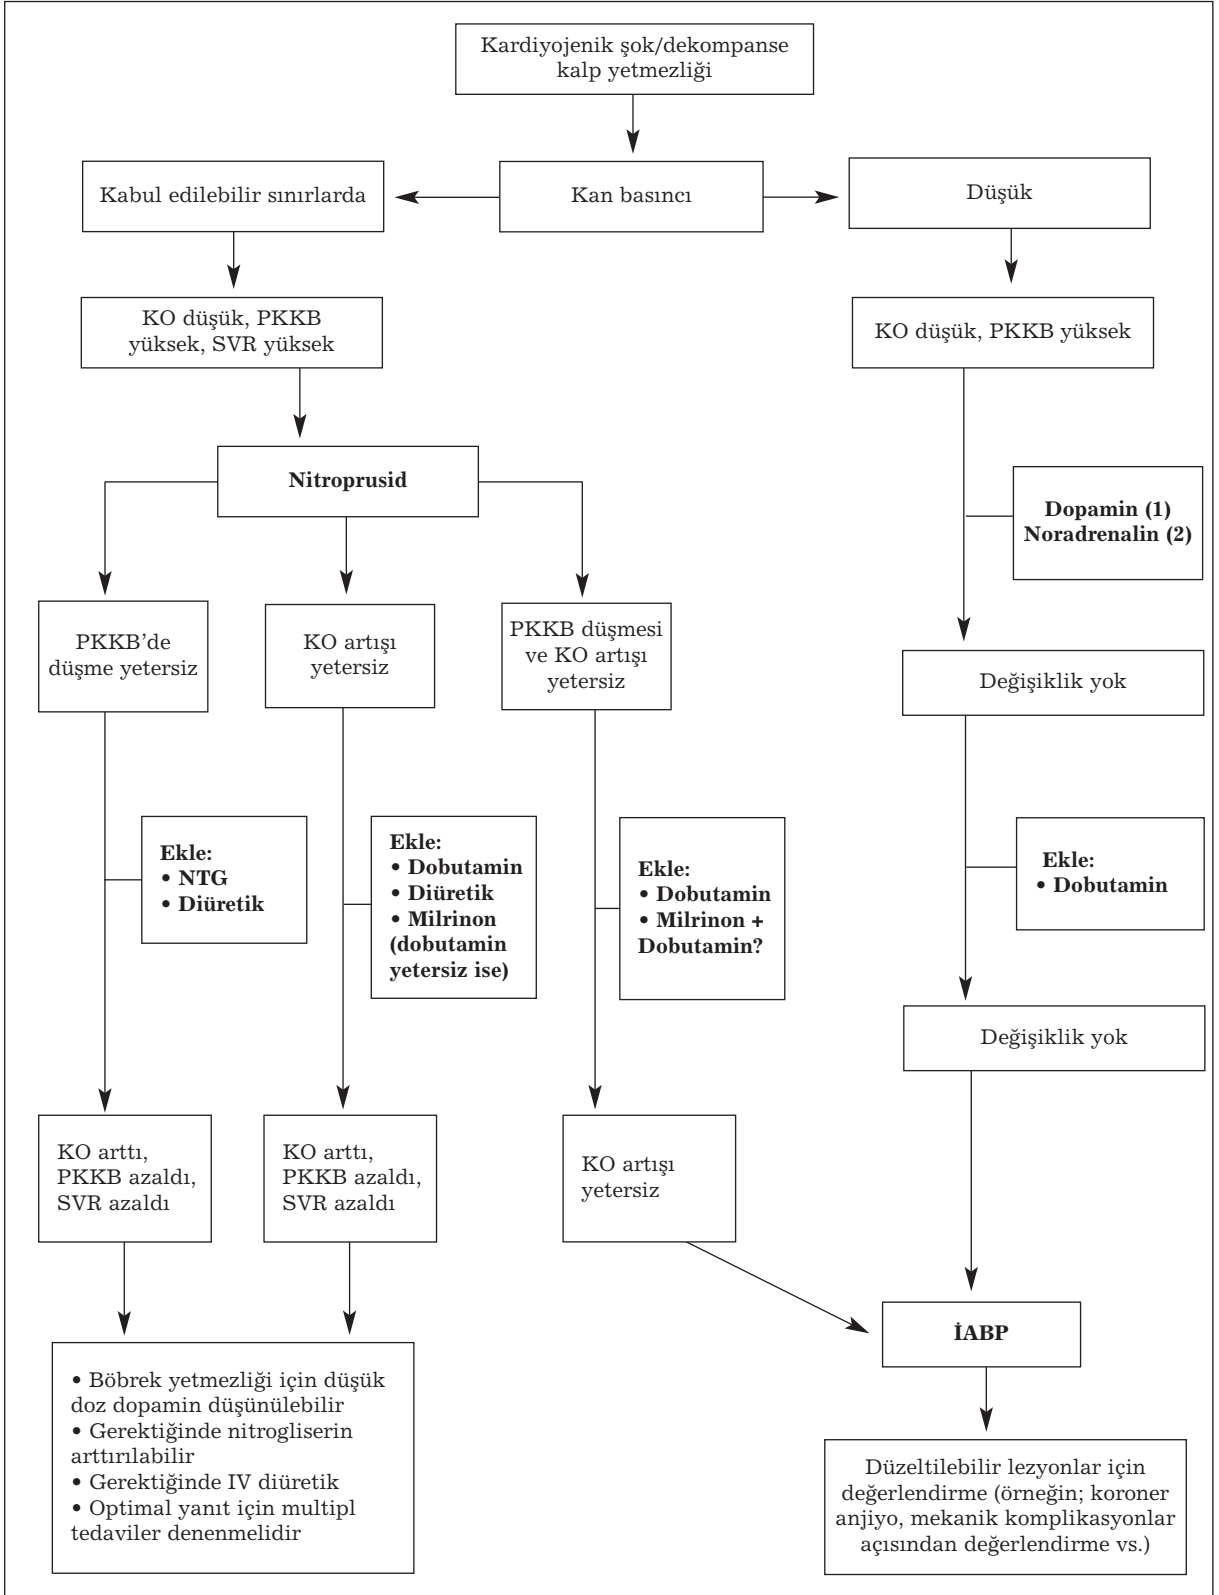 Kardiyojenik şok/dekompanse
kalp yetmezliği
Kabul edilebilir sınırlarda
Kan basıncı
Düşük
KO düşük, PKKB
yüksek, SVR yüksek
KO düşük, PKKB yüksek
Nitroprusid
Dopamin (1)
Noradrenalin (2)
PKKB’de
düşme yetersiz
KO artışı
yetersiz
PKKB düşmesi
ve KO artışı
yetersiz
Değişiklik yok
Ekle:
• NTG
• Diüretik
Ekle:
• Dobutamin
• Diüretik
• Milrinon
(dobutamin
yetersiz ise)
Ekle:
• Dobutamin
• Milrinon +
Dobutamin?
Ekle:
• Dobutamin
Değişiklik yok
KO arttı,
PKKB azaldı,
SVR azaldı
KO arttı,
PKKB azaldı,
SVR azaldı
KO artışı
yetersiz
İABP
• Böbrek yetmezliği için düşük
doz dopamin düşünülebilir
• Gerektiğinde nitrogliserin
arttırılabilir
• Gerektiğinde IV diüretik
• Optimal yanıt için multipl
tedaviler denenmelidir
Düzeltilebilir lezyonlar için
değerlendirme (örneğin; koroner
anjiyo, mekanik komplikasyonlar
açısından değerlendirme vs.)